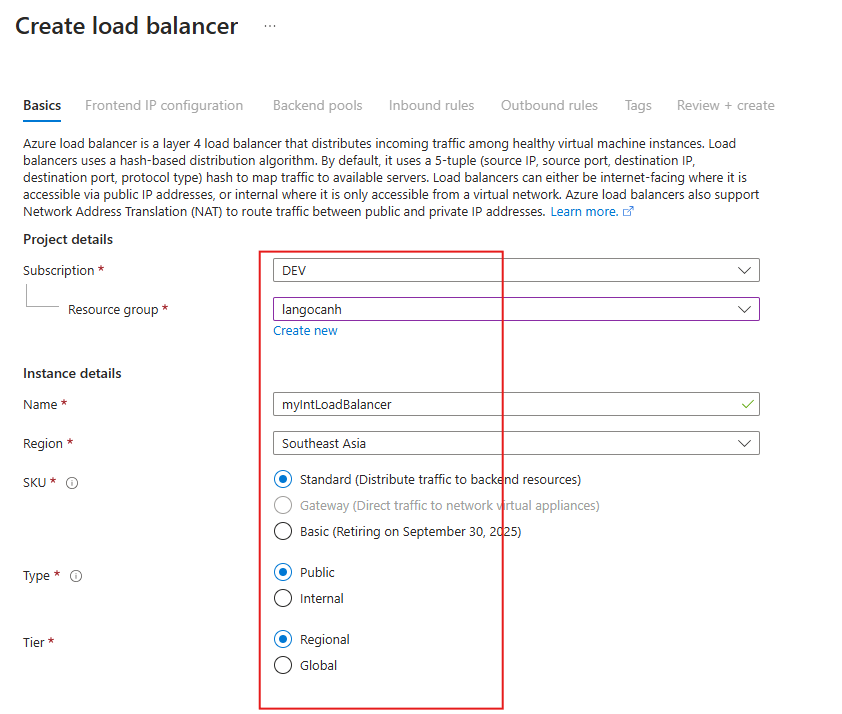 Create load balancer ...
Basics Frontend IP configuration Backend pools Inbound rules Outbound rules Tags Review + create
Azure load balancer is a layer 4 load balancer that distributes incoming traffic among healthy virtual machine instances. Load
balancers uses a hash-based distribution algorithm. By default, it uses a 5-tuple (source IP, source port, destination IP,
destination port, protocol type) hash to map traffic to available servers. Load balancers can either be internet-facing where it is
accessible via public IP addresses, or internal where it is only accessible from a virtual network. Azure load balancers also support
Network Address Translation (NAT) to route traffic between public and private IP addresses. Learn more.
Project details
Subscription * DEV
Resource group * langocanh
Create new
Instance details
Name * myIntLoadBalancer
Region * Southeast Asia
SKU * Standard (Distribute traffic to backend resources)
Gateway (Direct traffic to network virtual appliances)
Basic (Retiring on September 30, 2025)
Type * Public
Internal
Tier * Regional
Global